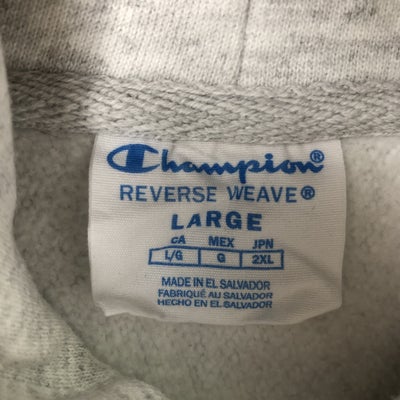 Champion®
REVERSE WEAVE®
LARGE
CA MEX JPN
L/G G 2XL
MADE IN EL SALVADOR
FABRIQUÉ AU SALVADOR
HECHO EN EL SALVADOR